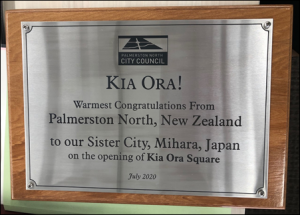 PALMERSTON NORTH
CITY COUNCIL
KIA ORA!
Warmest Congratulations From
Palmerston North, New Zealand
to our Sister City, Mihara, Japan
on the opening of Kia Ora Square
July 2020